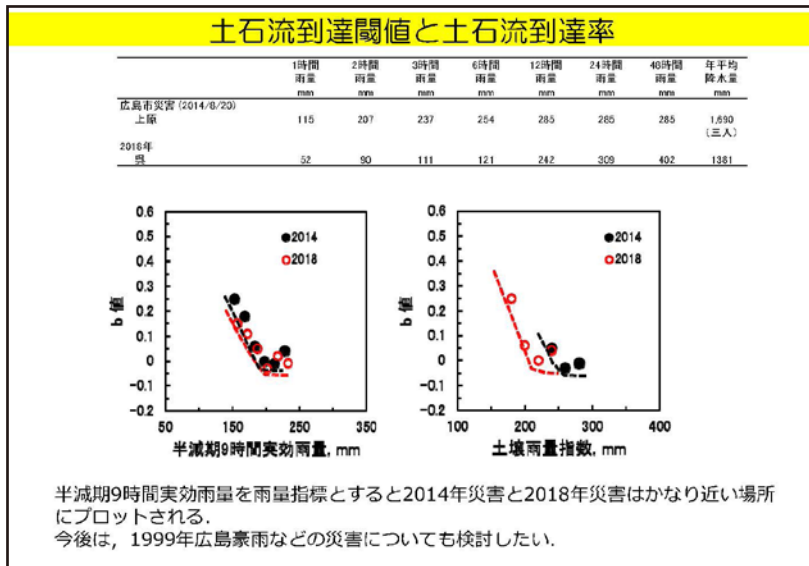 土石流到達閾値と土石流到達率
1時間 2時間 3時間 6時間 12時間 24時間 48時間 年平均
雨量 雨量 雨量 雨量 雨量 雨量 雨量 降水量
mm mm mm mm mm mm mm mm
広島市災害 (2014/8/20)
上原 115 207 237 254 285 285 285 1,690
(三入)
2018年
呉 52 90 111 121 242 309 402 1381
0.6
0.5
0.4
0.3
0.2
0.1
0
-0.1
-0.2
b 値
2014
2018
50 150 250 350
半減期9時間実効雨量, mm
0.6
0.5
0.4
0.3
0.2
0.1
0
-0.1
-0.2
b 値
2014
2018
100 200 300 400
土壌雨量指数, mm
半減期9時間実効雨量を雨量指標とすると2014年災害と2018年災害はかなり近い場所
にプロットされる.
今後は，1999年広島豪雨などの災害についても検討したい.